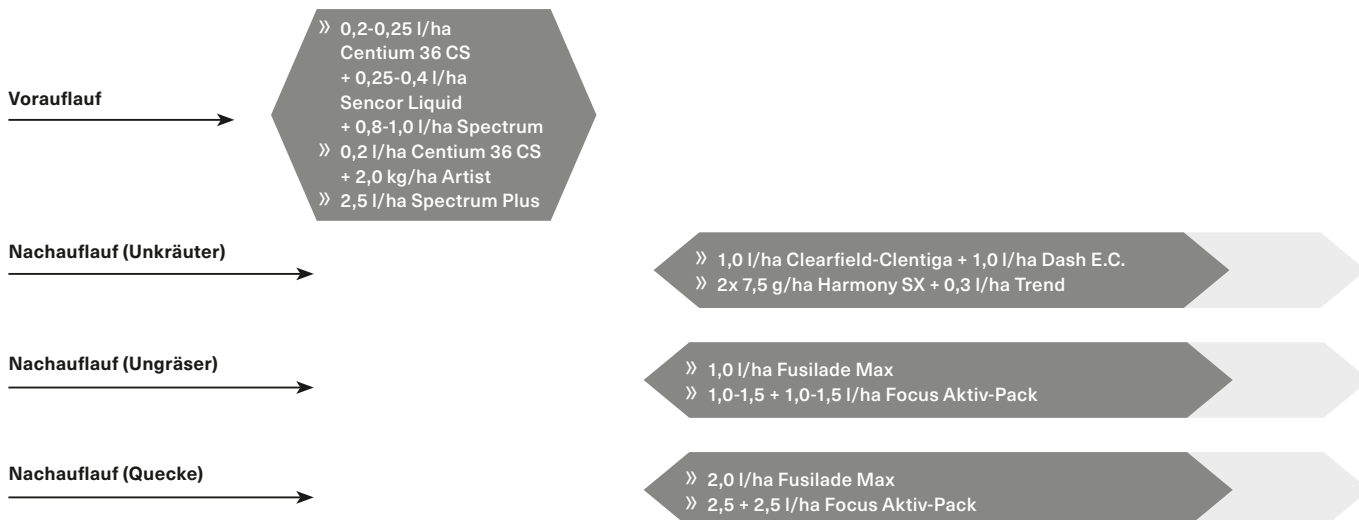 Vorauflauf
» 0,2-0,25 l/ha
Centium 36 CS
+ 0,25-0,4 l/ha
Sencor Liquid
+ 0,8-1,0 l/ha Spectrum
» 0,2 l/ha Centium 36 CS
+ 2,0 kg/ha Artist
» 2,5 l/ha Spectrum Plus
Nachauflauf (Unkräuter)
» 1,0 l/ha Clearfield-Clentiga + 1,0 l/ha Dash E.C.
» 2x 7,5 g/ha Harmony SX + 0,3 l/ha Trend
Nachauflauf (Ungräser)
» 1,0 l/ha Fusilade Max
» 1,0-1,5 + 1,0-1,5 l/ha Focus Aktiv-Pack
Nachauflauf (Quecke)
» 2,0 l/ha Fusilade Max
» 2,5 + 2,5 l/ha Focus Aktiv-Pack